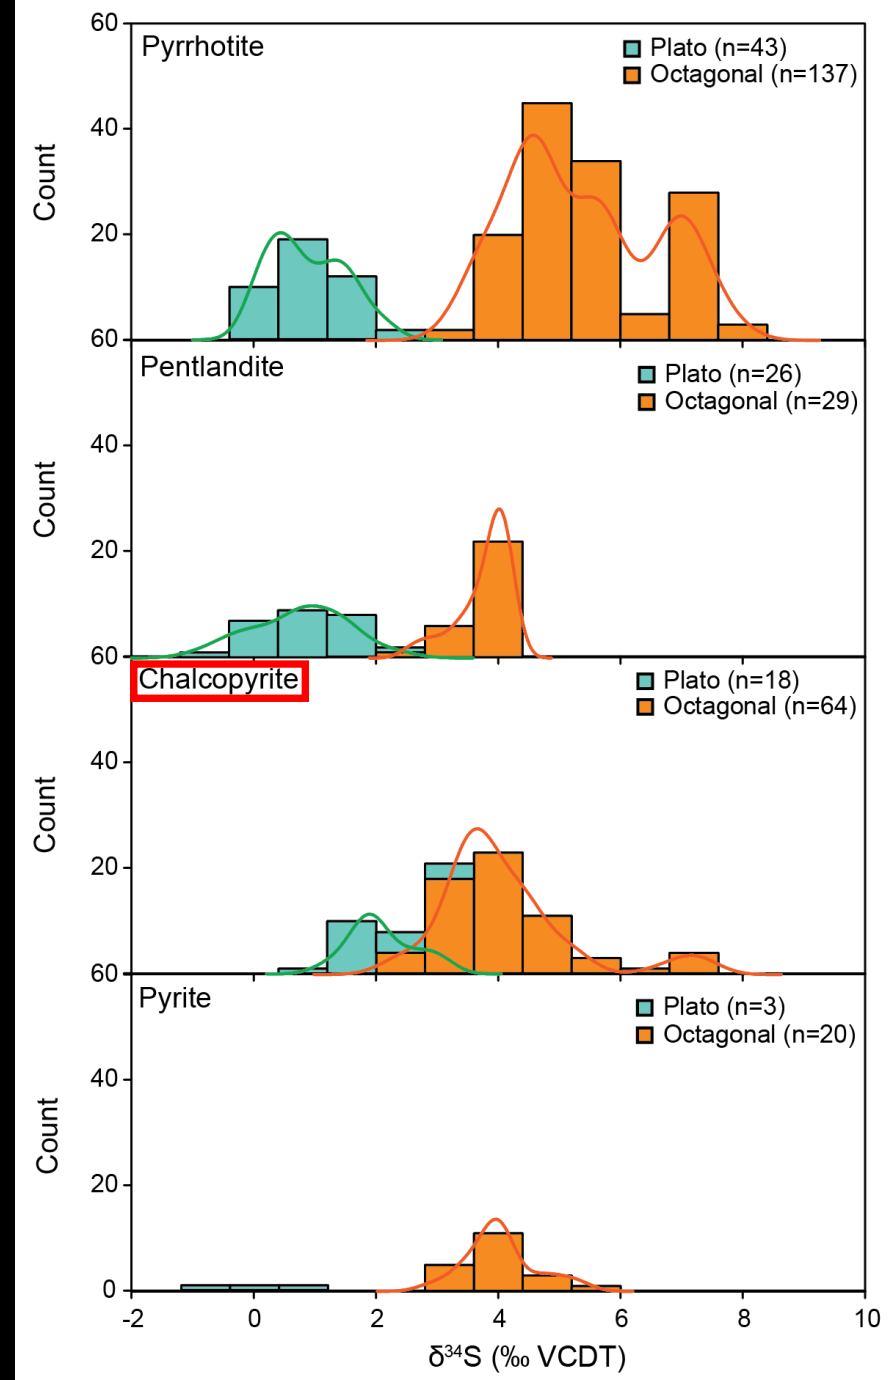 60
Pyrrhotite
Plato (n=43)
Octagonal (n=137)
40
Count
20
60
Pentlandite
Plato (n=26)
Octagonal (n=29)
40
Count
20
60
Chalcopyrite
Plato (n=18)
Octagonal (n=64)
40
Count
20
60
Pyrite
Plato (n=3)
Octagonal (n=20)
40
Count
20
0
-2 0 2 4 6 8 10
δ³⁴S (‰ VCDT)